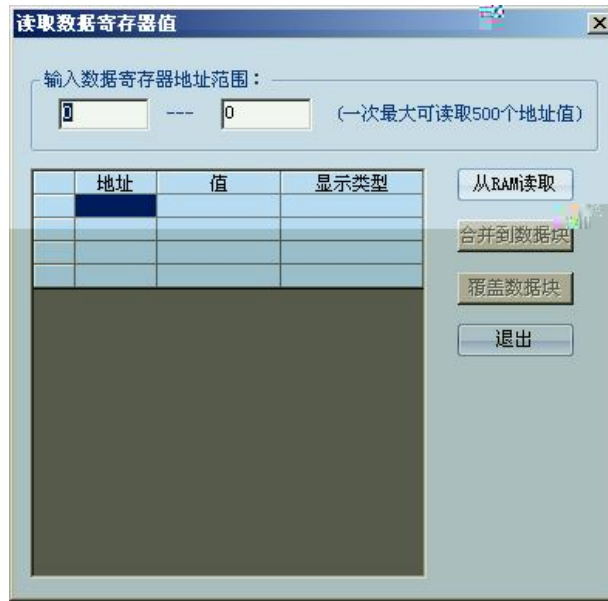 读取数据寄存器值
输入数据寄存器地址范围：
0 --- 0 (一次最大可读取500个地址值)
地址 值 显示类型
从RAM读取
合并到数据块
覆盖数据块
退出